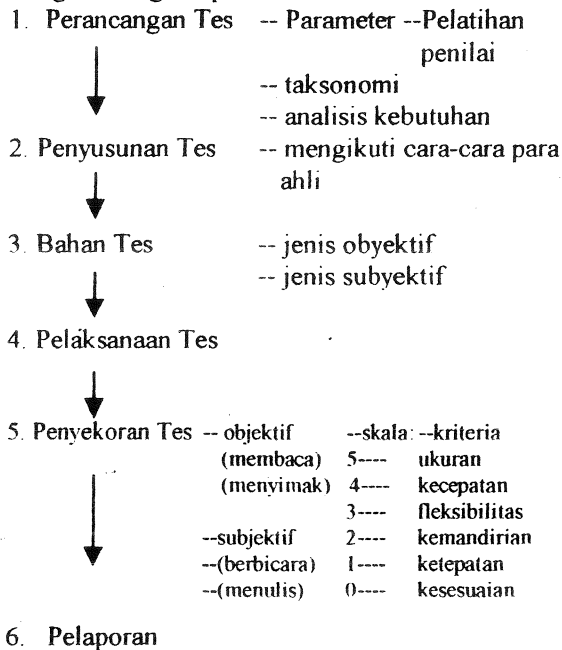 1. Perancangan Tes -- Parameter --Pelatihan
penilai
-- taksonomi
-- analisis kebutuhan
2. Penyusunan Tes -- mengikuti cara-cara para
ahli
3. Bahan Tes -- jenis obyektif
-- jenis subyektif
4. Pelaksanaan Tes
5. Penyekoran Tes -- objektif --skala: --kriteria
(membaca) 5---- ukuran
(menyimak) 4---- kecepatan
3---- fleksibilitas
--subjektif 2---- kemandirian
--(berbicara) 1---- ketepatan
--(menulis) 0---- kesesuaian
6. Pelaporan